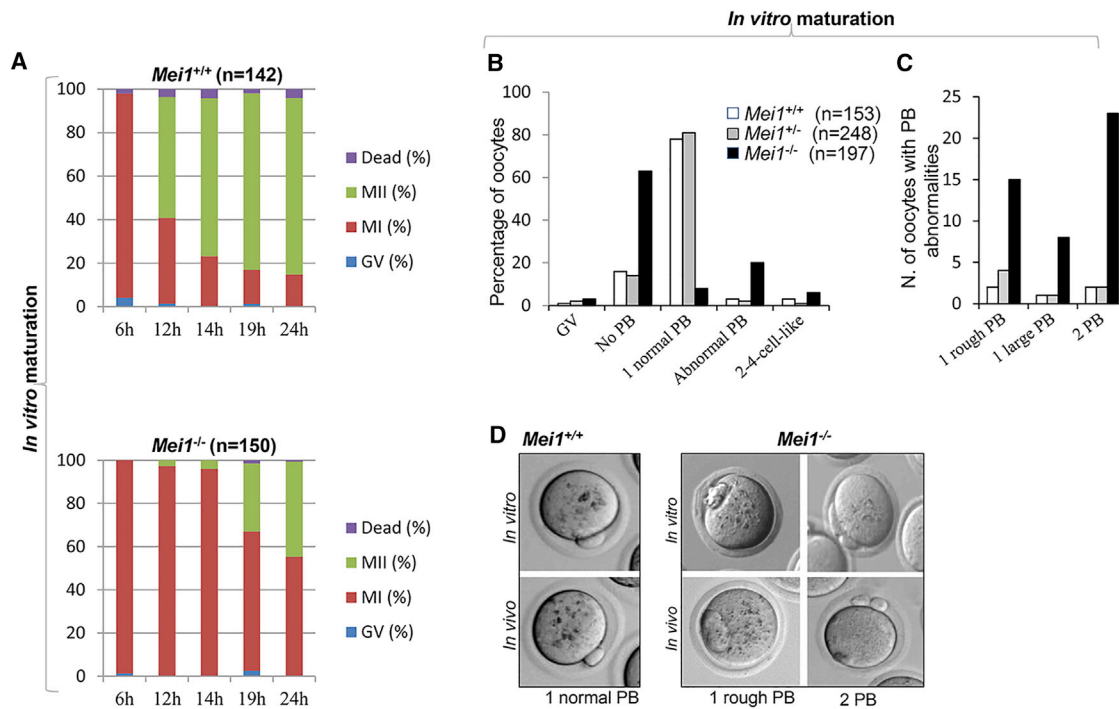 In vitro maturation
A
Mei1+/+ (n=142)
100
80
60
40
20
0
6h 12h 14h 19h 24h
Dead (%)
MII (%)
MI (%)
GV (%)
In vitro maturation
Mei1-/- (n=150)
100
80
60
40
20
0
6h 12h 14h 19h 24h
Dead (%)
MII (%)
MI (%)
GV (%)
B
Percentage of oocytes
100
80
60
40
20
0
GV
No PB
1 normal PB
Abnormal PB
2-4-cell-like
Mei1+/+ (n=153)
Mei1+/- (n=248)
Mei1-/- (n=197)
C
N. of oocytes with PB
abnormalities
25
20
15
10
5
0
1 rough PB
1 large PB
2 PB
D
Mei1+/+
Mei1-/-
In vitro
In vivo
In vitro
In vivo
1 normal PB
1 rough PB
2 PB